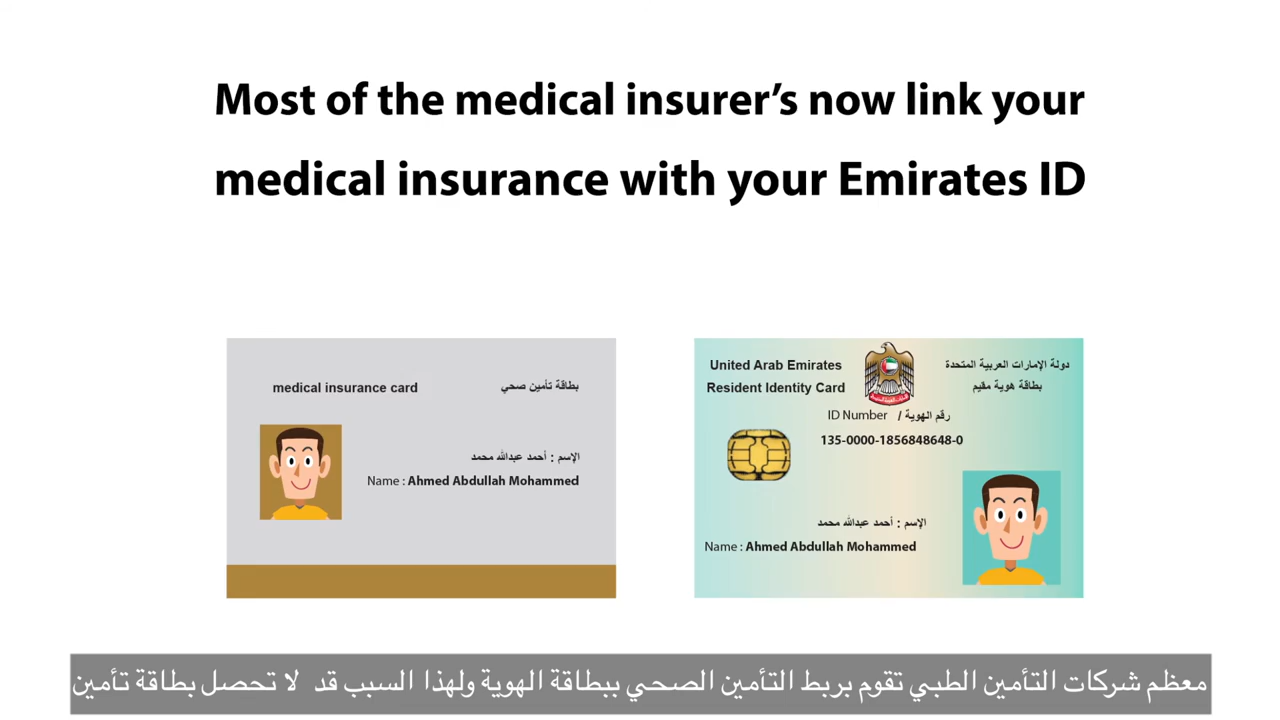 Most of the medical insurer's now link your
medical insurance with your Emirates ID
medical insurance card
بطاقة تأمين صحي
الإسم : أحمد عبدالله محمد
Name : Ahmed Abdullah Mohammed
United Arab Emirates
دولة الإمارات العربية المتحدة
Resident Identity Card
بطاقة هوية مقيم
ID Number / رقم الهوية
135-0000-1856848648-0
الإسم : أحمد عبدالله محمد
Name : Ahmed Abdullah Mohammed
معظم شركات التأمين الطبي تقوم بربط التأمين الصحي ببطاقة الهوية ولهذا السبب قد لا تحصل بطاقة تأمين